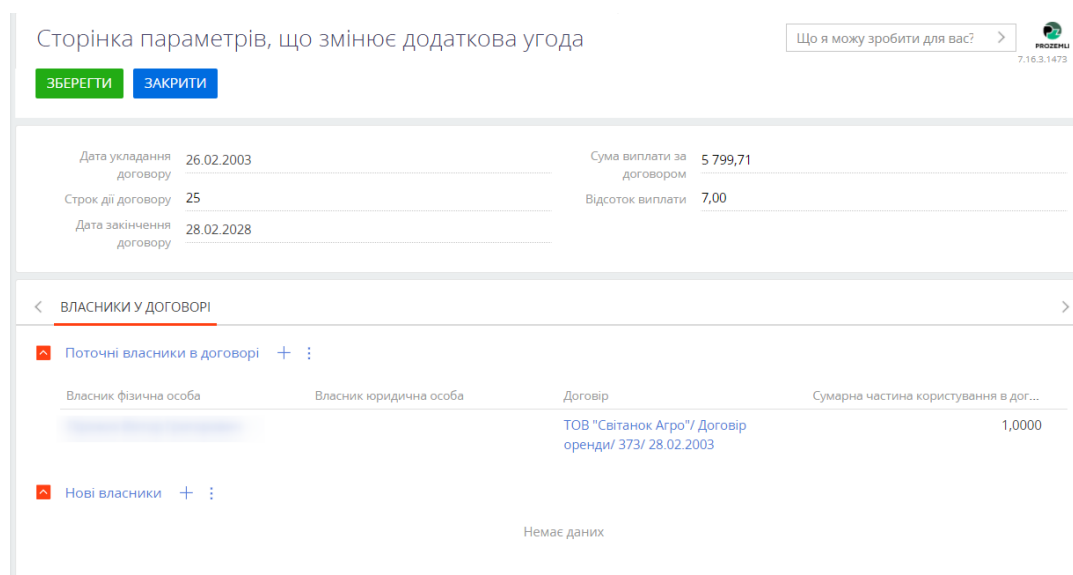 Сторінка параметрів, що змінює додаткова угода
Що я можу зробити для вас?
PROZEMLI
7.16.3.1473
ЗБЕРЕГТИ
ЗАКРИТИ
Дата укладання
договору
26.02.2003
Сума виплати за
договором
5 799,71
Строк дії договору
25
Відсоток виплати
7,00
Дата закінчення
договору
28.02.2028
ВЛАСНИКИ У ДОГОВОРІ
Поточні власники в договорі
Власник фізична особа
Власник юридична особа
Договір
Сумарна частина користування в дог...
ТОВ "Світанок Агро"/ Договір
оренди/ 373/ 28.02.2003
1,0000
Нові власники
Немає даних